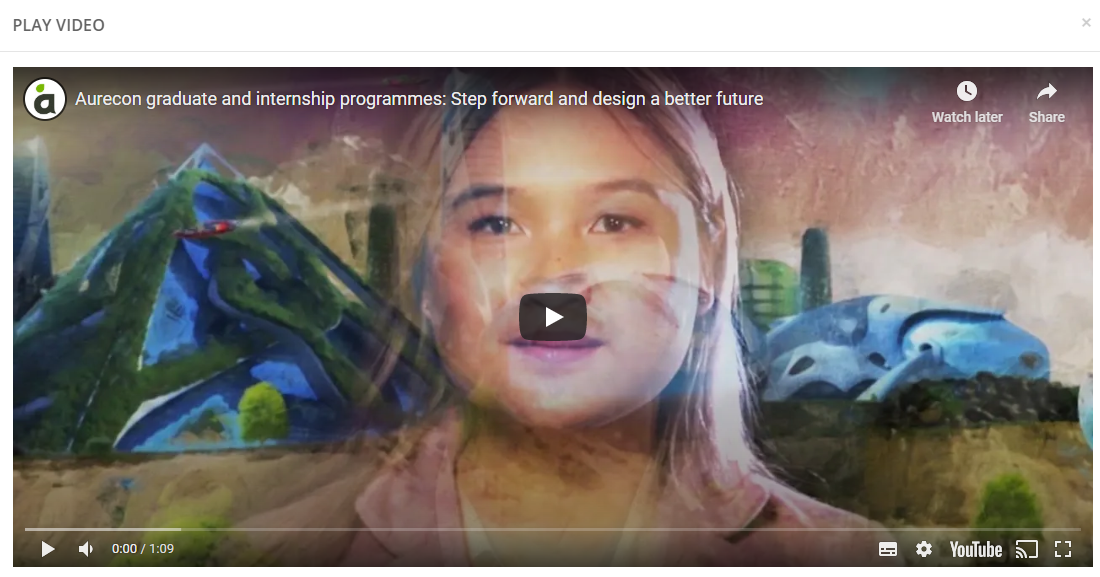 PLAY VIDEO
×
a
Aurecon graduate and internship programmes: Step forward and design a better future
Watch later
Share
0:00 / 1:09
YouTube